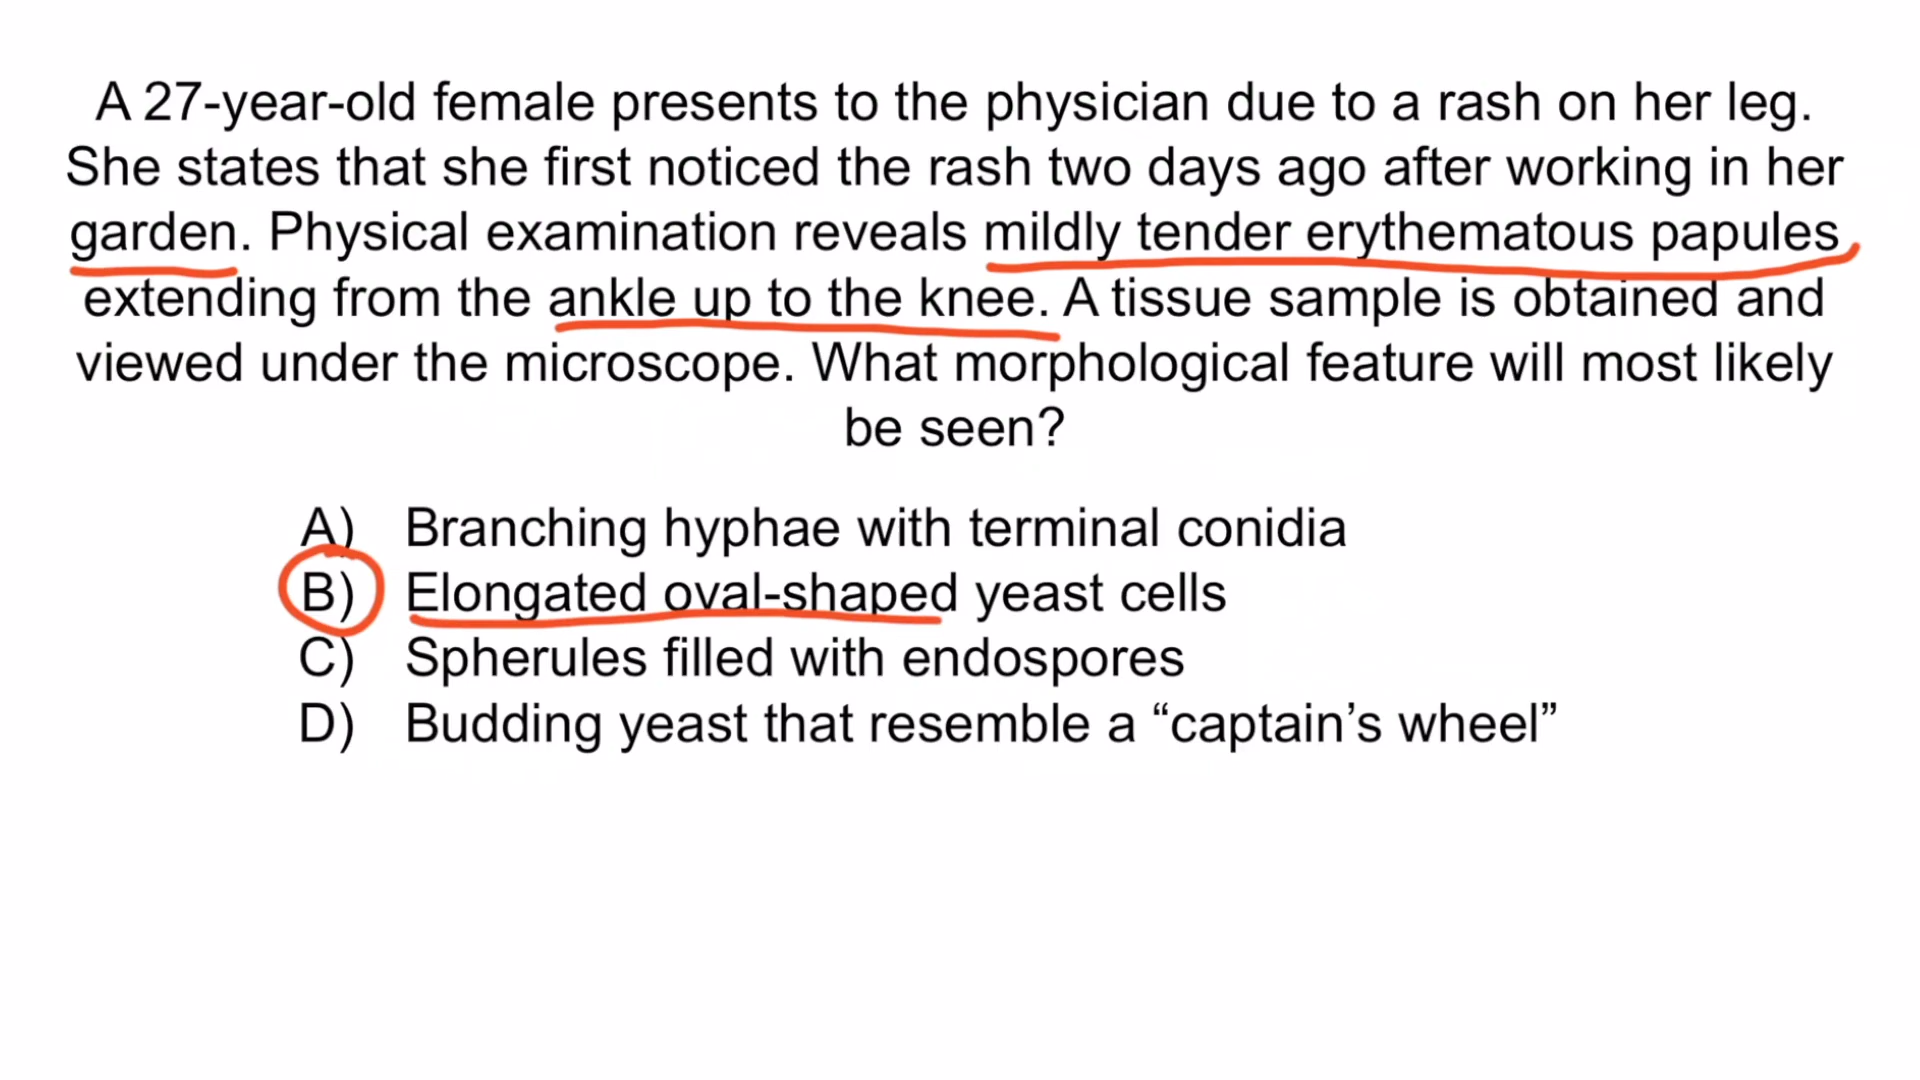 A 27-year-old female presents to the physician due to a rash on her leg.
She states that she first noticed the rash two days ago after working in her
garden. Physical examination reveals mildly tender erythematous papules
extending from the ankle up to the knee. A tissue sample is obtained and
viewed under the microscope. What morphological feature will most likely
be seen?
A) Branching hyphae with terminal conidia
B) Elongated oval-shaped yeast cells
C) Spherules filled with endospores
D) Budding yeast that resemble a “captain’s wheel”